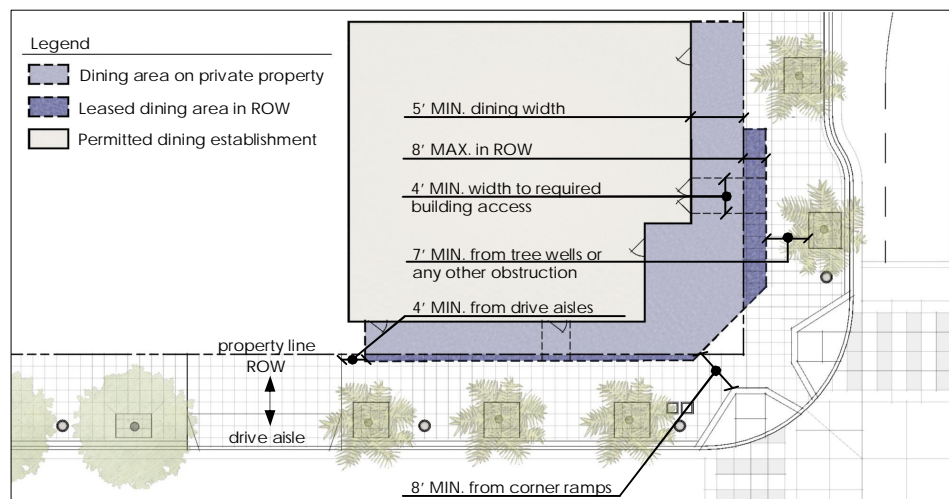 Legend
Dining area on private property
Leased dining area in ROW
Permitted dining establishment
5’ MIN. dining width
8’ MAX. in ROW
4’ MIN. width to required
building access
7’ MIN. from tree wells or
any other obstruction
4’ MIN. from drive aisles
property line
ROW
drive aisle
8’ MIN. from corner ramps